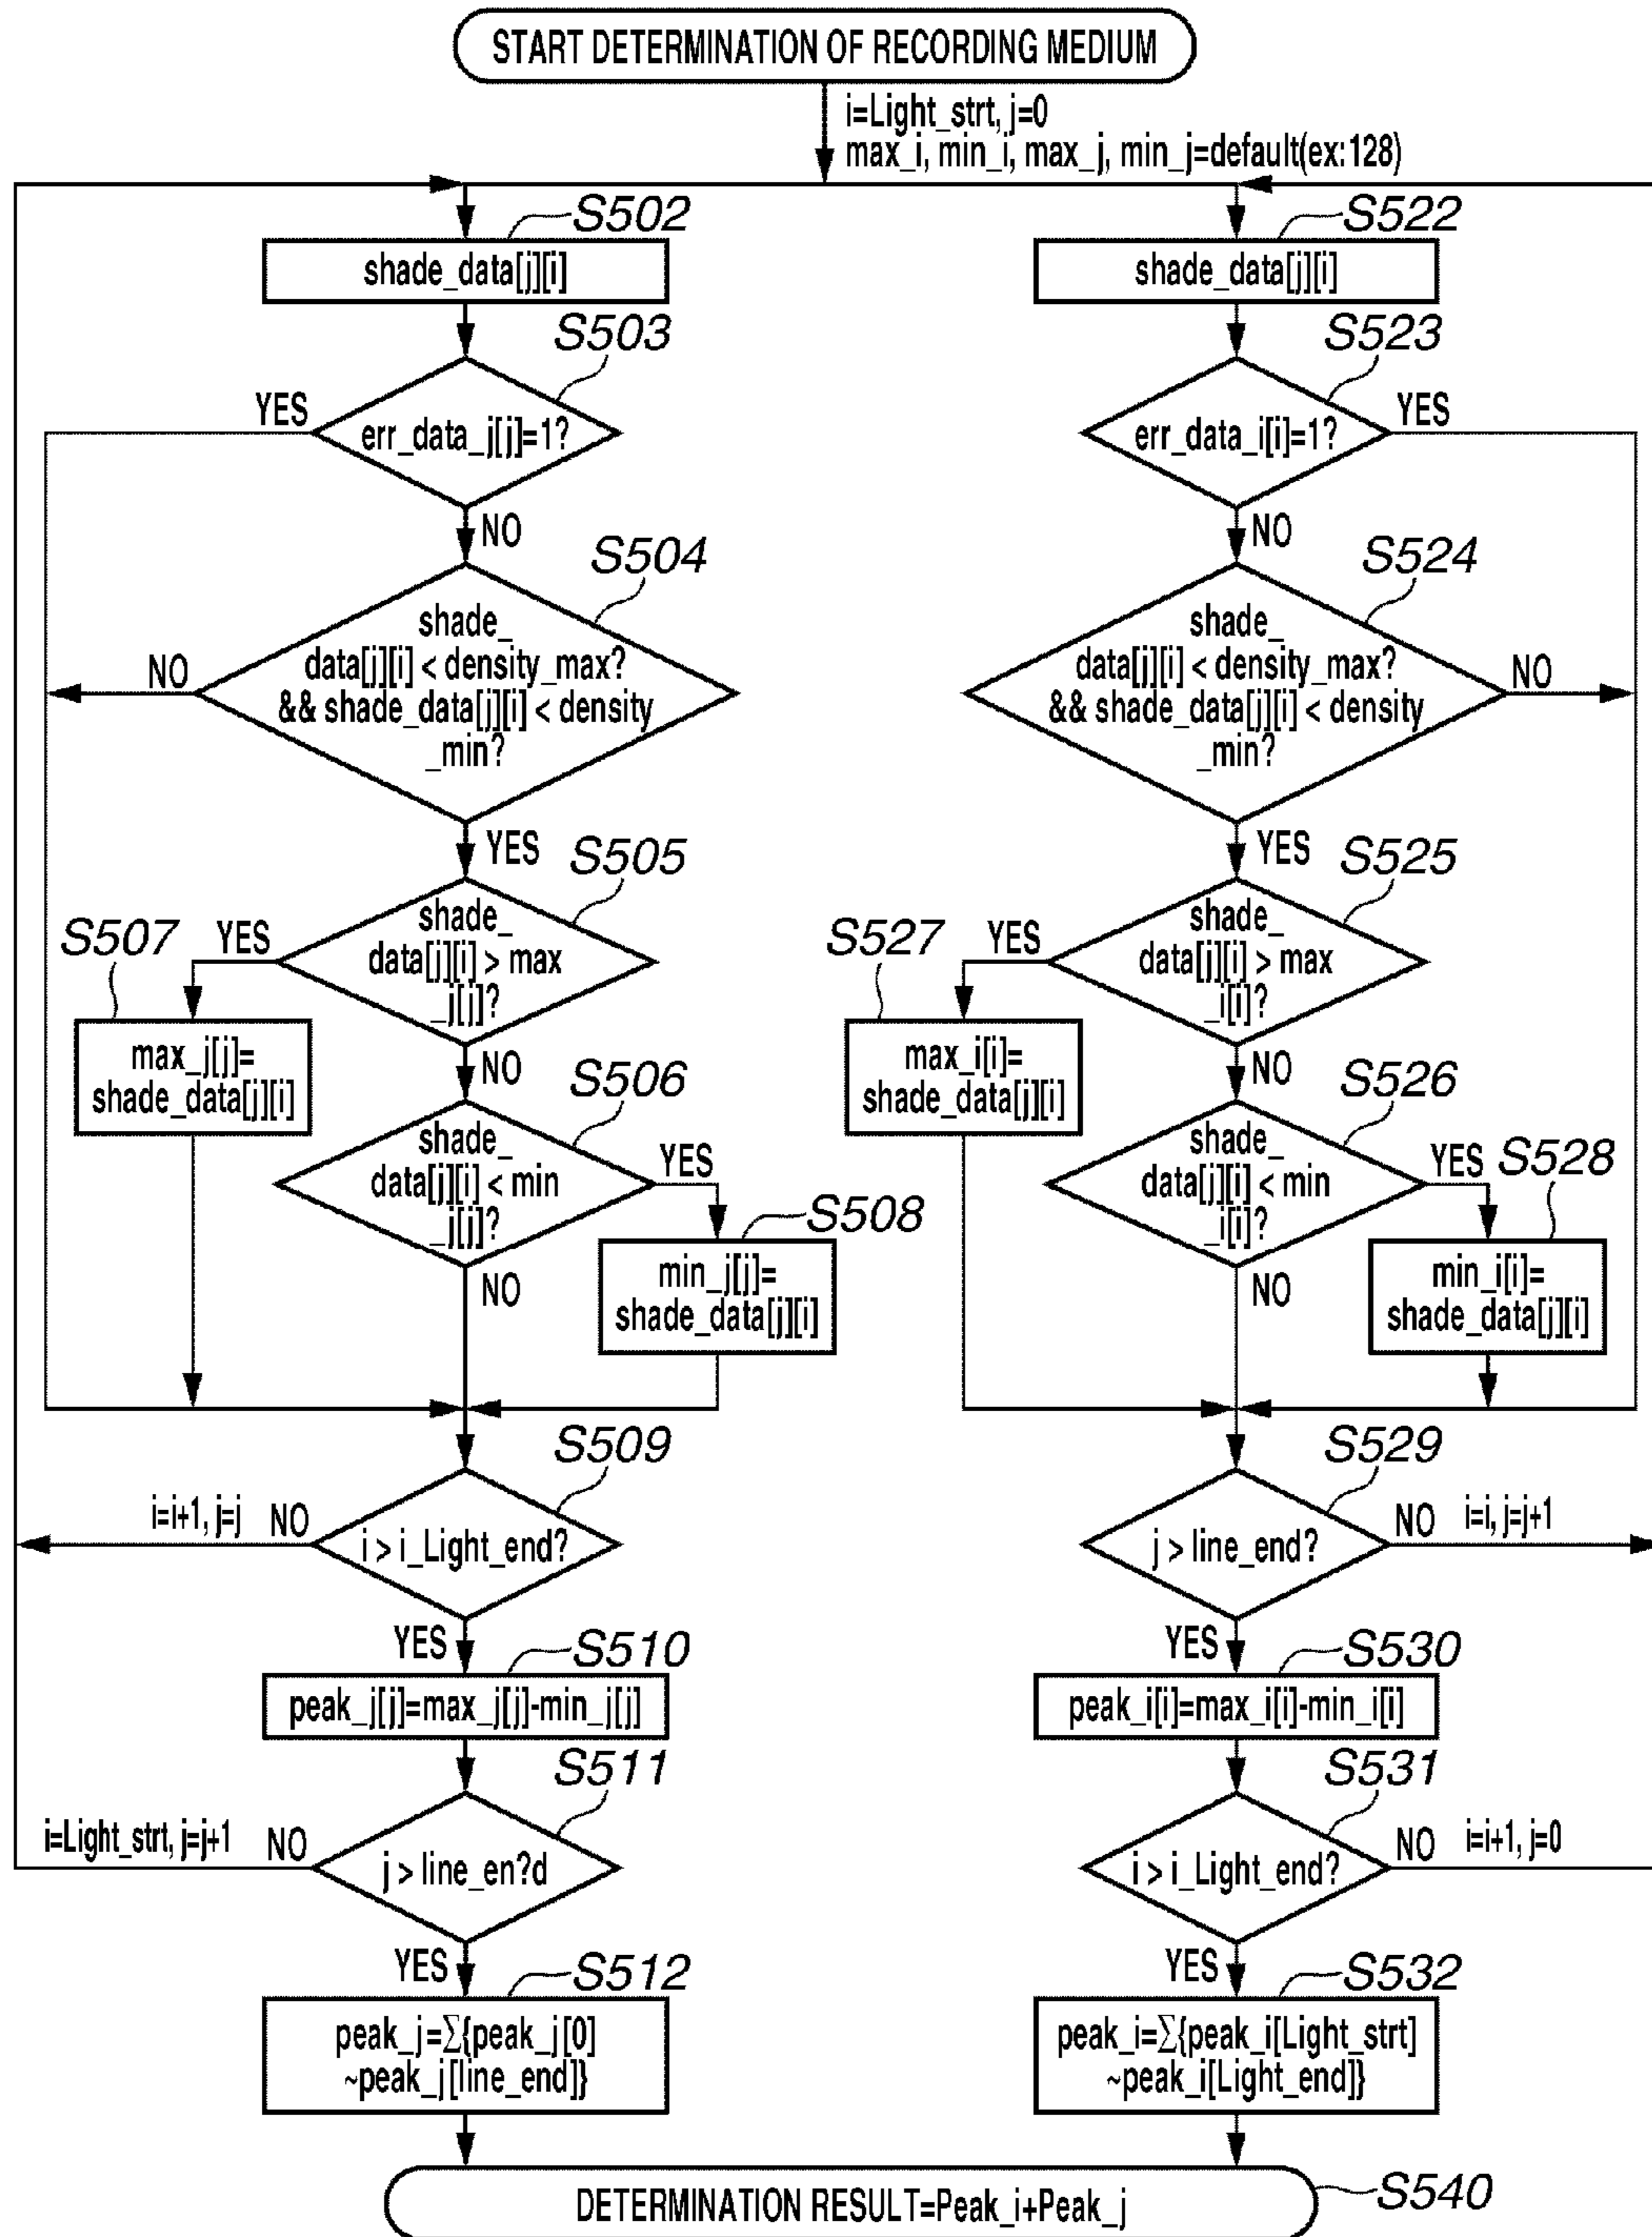 START DETERMINATION OF RECORDING MEDIUM
i=Light_strt, j=0
max_i, min_i, max_j, min_j=default(ex:128)
S502
shade_data[j][i]
S503
YES
err_data_j[j]=1?
NO
S504
shade_
data[j][i] < density_max?
&& shade_data[j][i] < density
_min?
NO
YES
S505
shade_
data[j][i] > max
_j[j]?
YES
S507
max_j[j]=
shade_data[j][i]
NO
S506
shade_
data[j][i] < min
_j[j]?
YES
S508
min_j[j]=
shade_data[j][i]
NO
S509
i > i_Light_end?
NO
i=i+1, j=j
YES
S510
peak_j[j]=max_j[j]-min_j[j]
S511
j > line_en?d
NO
i=Light_strt, j=j+1
YES
S512
peak_j=Σ{peak_j[0]
~peak_j[line_end]}
S522
shade_data[j][i]
S523
YES
err_data_i[i]=1?
NO
S524
shade_
data[j][i] < density_max?
&& shade_data[j][i] < density
_min?
NO
YES
S525
shade_
data[j][i] > max
_i[i]?
YES
S527
max_i[i]=
shade_data[j][i]
NO
S526
shade_
data[j][i] < min
_i[i]?
YES
S528
min_i[i]=
shade_data[j][i]
NO
S529
j > line_end?
NO
i=i, j=j+1
YES
S530
peak_i[i]=max_i[i]-min_i[i]
S531
i > i_Light_end?
NO
i=i+1, j=0
YES
S532
peak_i=Σ{peak_i[Light_strt]
~peak_i[Light_end]}
DETERMINATION RESULT=Peak_i+Peak_j
S540